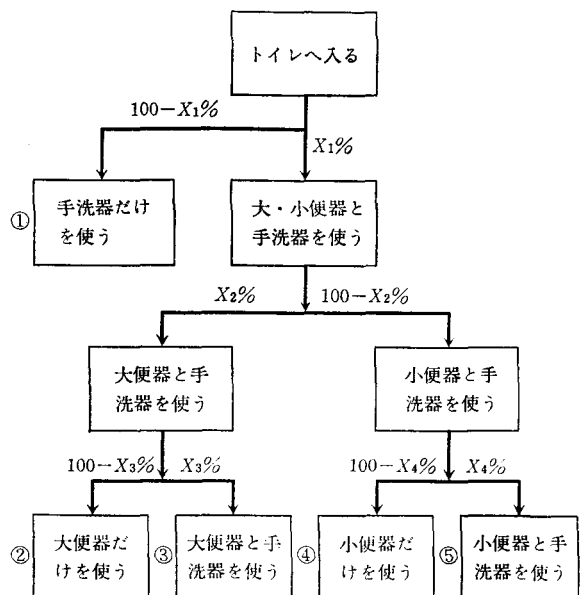 トイレへ入る
100-X1%
X1%
①
手洗器だけ
を使う
大・小便器と
手洗器を使う
X2%
100-X2%
大便器と手
洗器を使う
小便器と手
洗器を使う
100-X3%
X3%
100-X4%
X4%
②
大便器だ
けを使う
③
大便器と手
洗器を使う
④
小便器だ
けを使う
⑤
小便器と手
洗器を使う